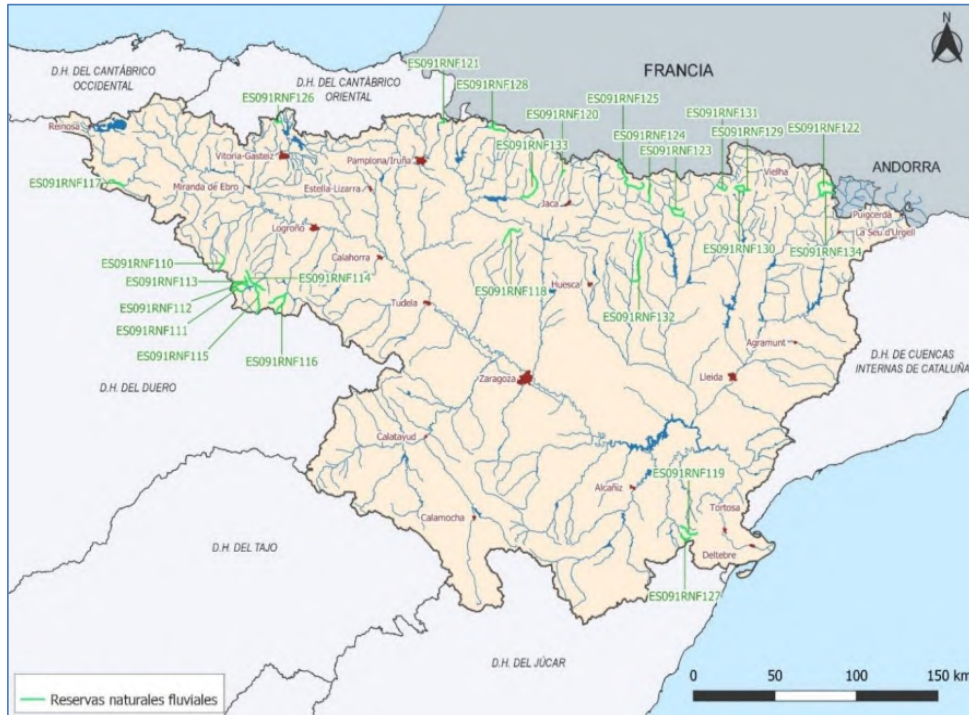 N
D.H. DEL CANTÁBRICO
OCCIDENTAL
D.H. DEL CANTÁBRICO
ORIENTAL
ES091RNF121
ES091RNF128
FRANCIA
ES091RNF126
ES091RNF125
ES091RNF131
ES091RNF120
ES091RNF129
ES091RNF122
ES091RNF124
ES091RNF133
ES091RNF123
Reinosa
Vitoria-Gasteiz
Pamplona/Iruña
Vielha
ANDORRA
ES091RNF117
Miranda de Ebro
Estella-Lizarra
Jaca
Puigcerdà
La Seu d'Urgell
Logroño
ES091RNF130
ES091RNF134
ES091RNF110
Calahorra
ES091RNF114
ES091RNF113
ES091RNF118
Huesca
ES091RNF112
Tudela
ES091RNF132
ES091RNF111
ES091RNF115
ES091RNF116
Agramunt
D.H. DE CUENCAS
INTERNAS DE CATALUÑA
Zaragoza
Lleida
D.H. DEL DUERO
Calatayud
ES091RNF119
Alcañiz
Tortosa
Calamocha
D.H. DEL TAJO
Deltebre
ES091RNF127
D.H. DEL JÚCAR
0 50 100 150 km
Reservas naturales fluviales